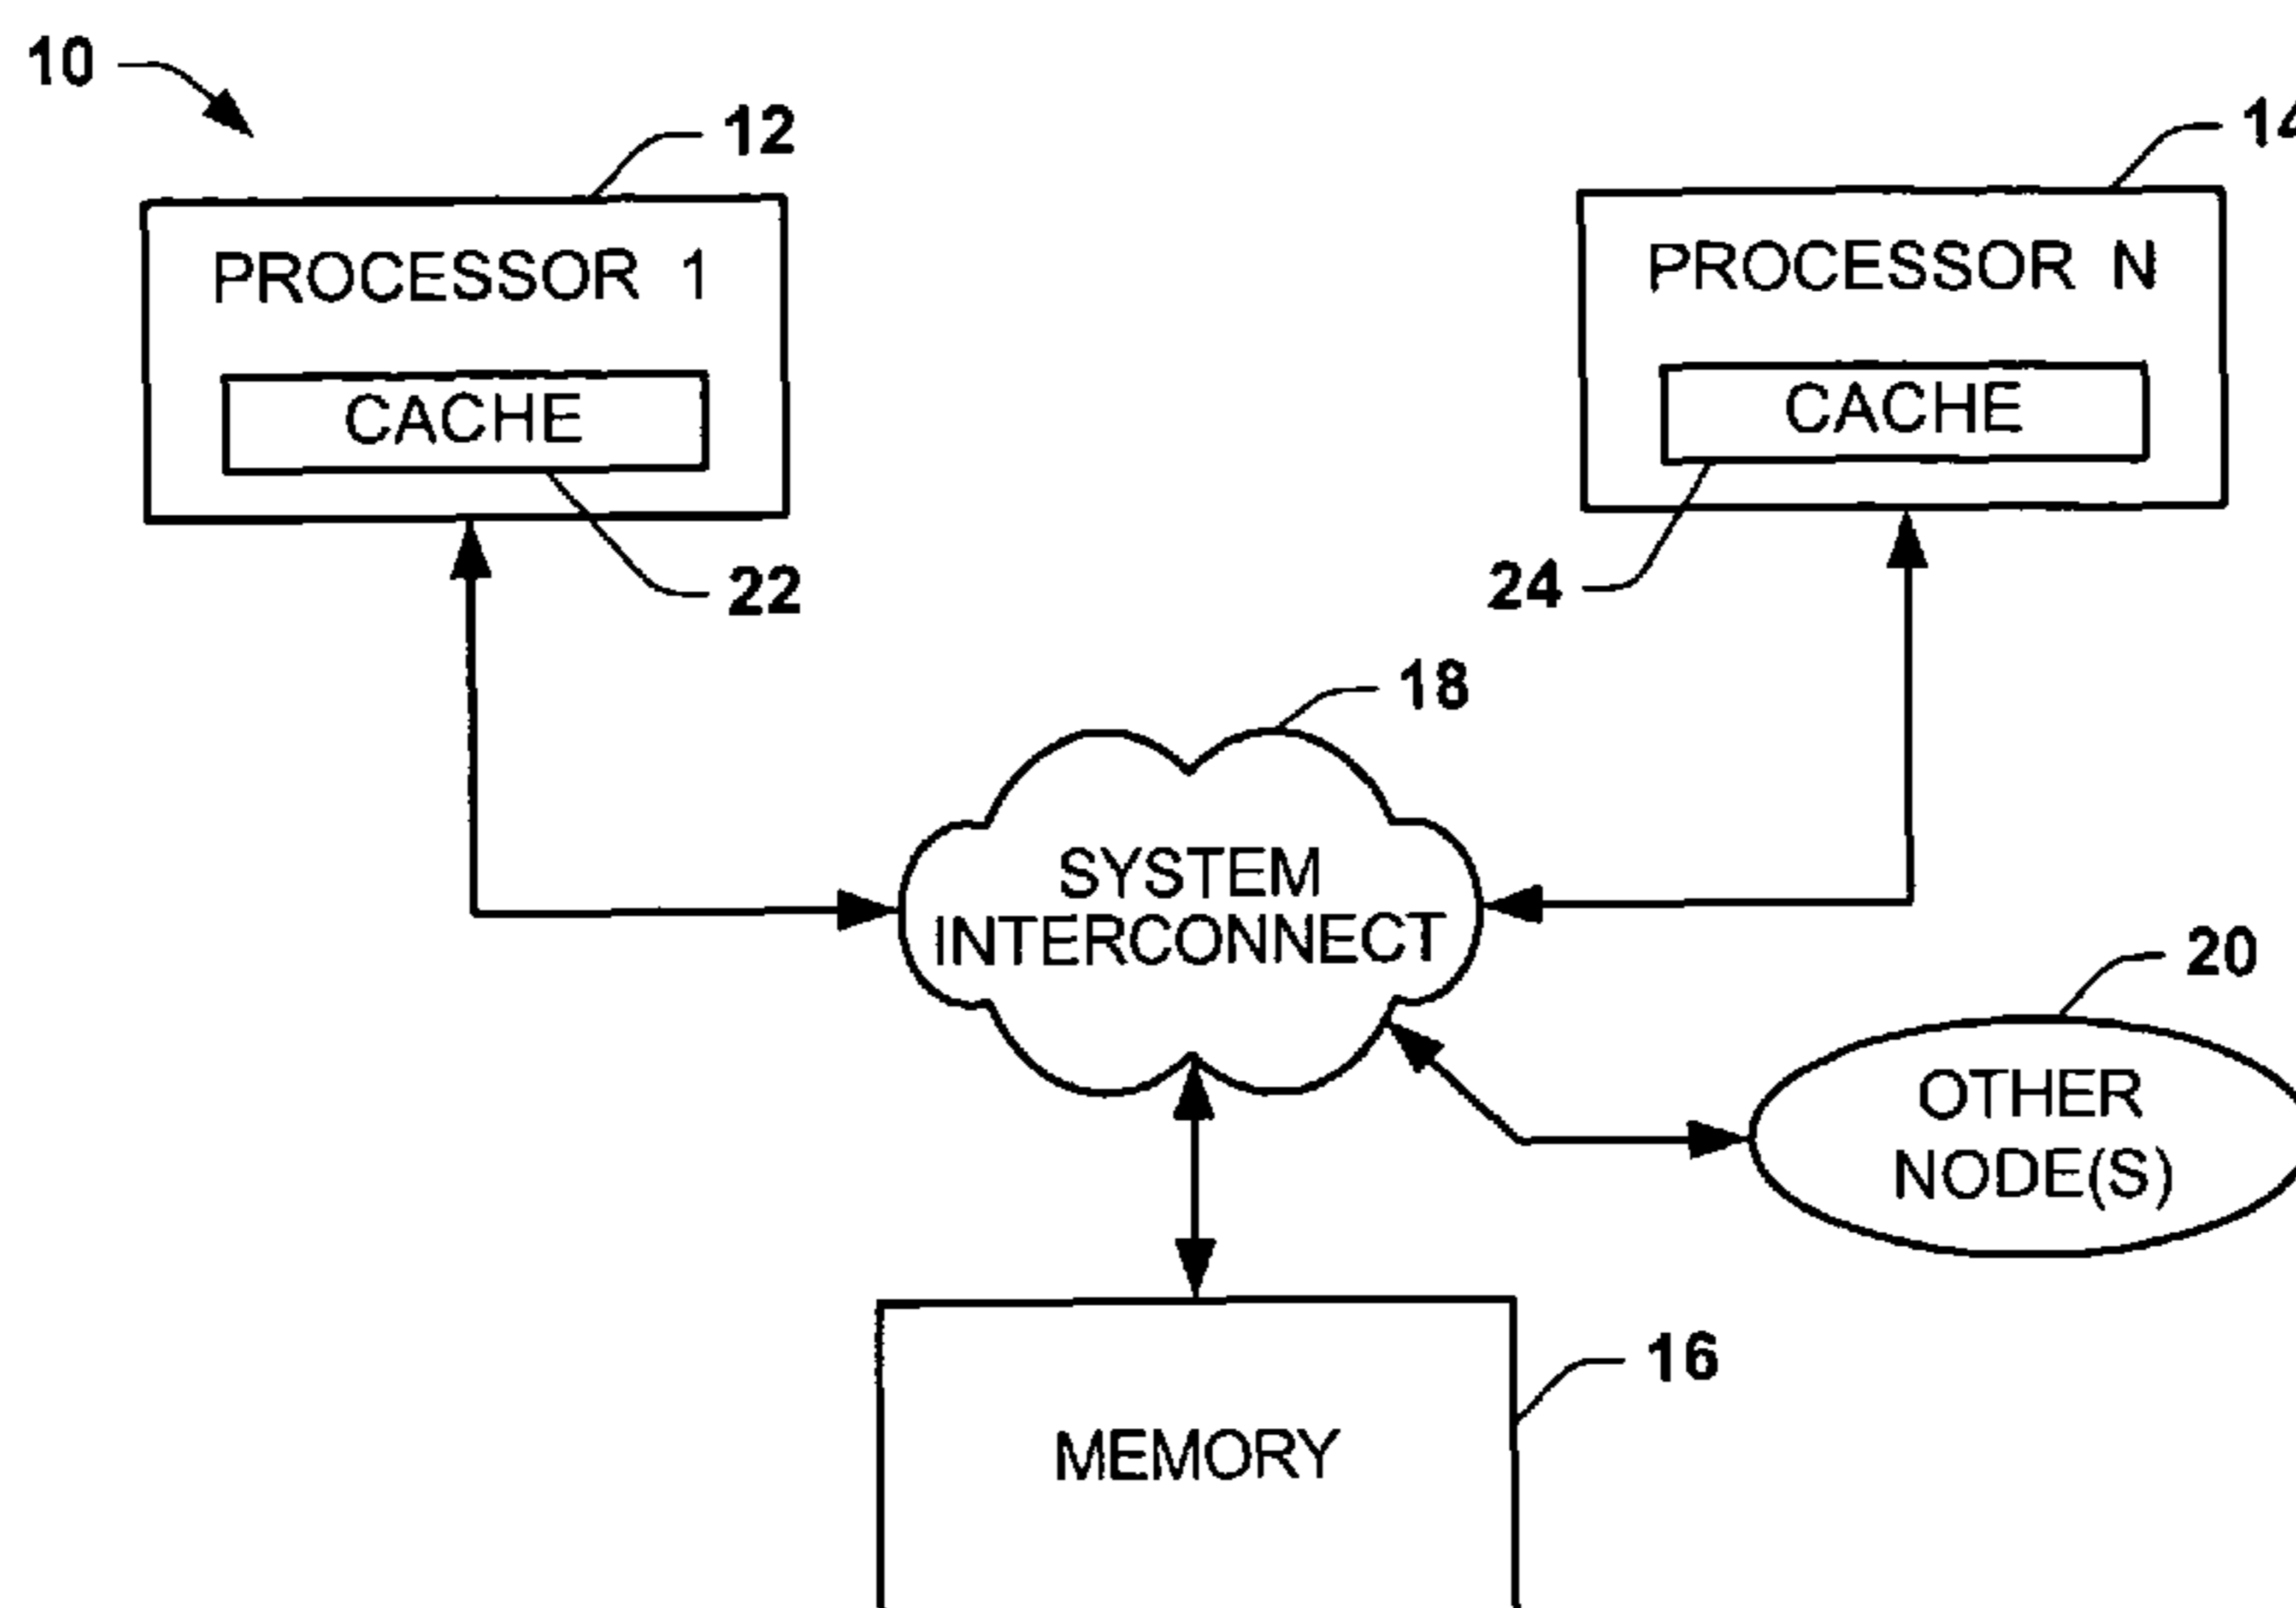 10
12
14
PROCESSOR 1
PROCESSOR N
CACHE
CACHE
22
24
18
SYSTEM
INTERCONNECT
20
OTHER
NODE(S)
16
MEMORY